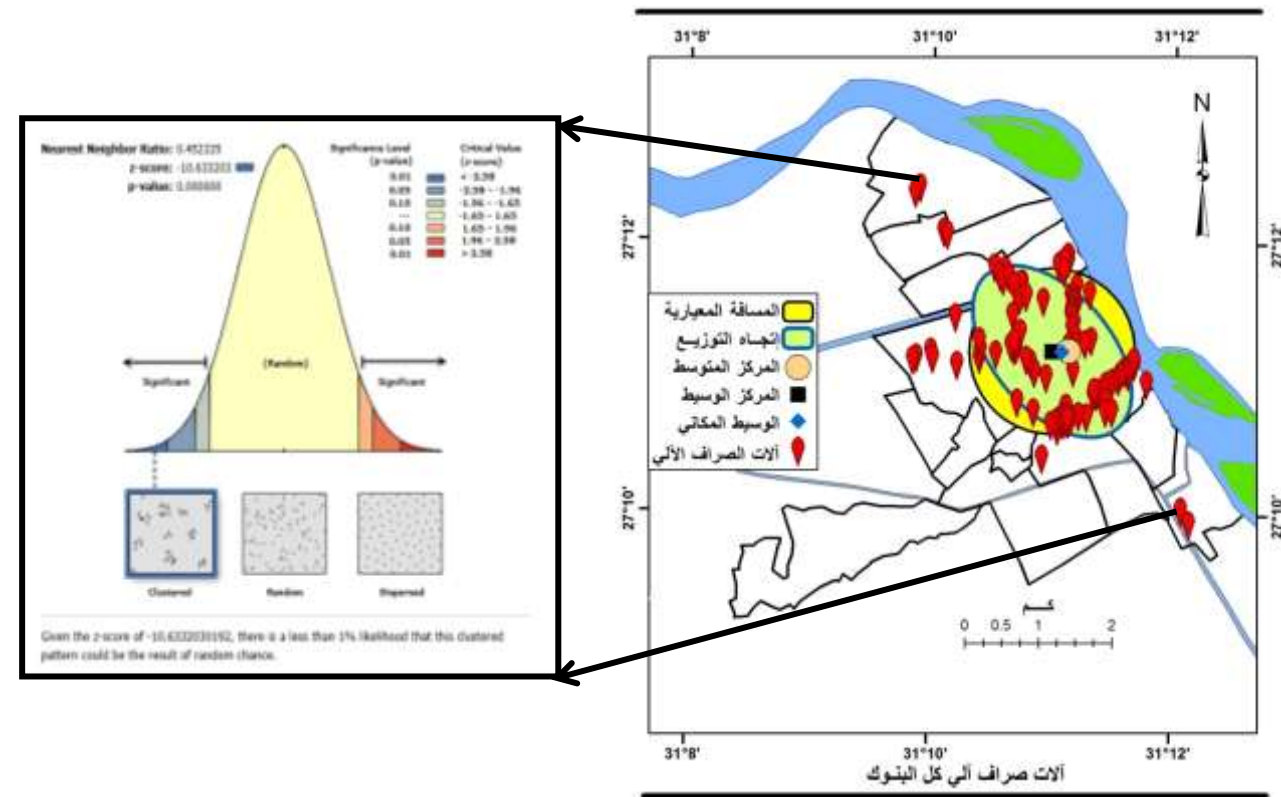 Nearest Neighbor Ratio:
z-score: -10.633203
p-value: 0.000000
Significance Level
(p-value)
0.01
0.05
0.10
---
0.10
0.05
0.01
Critical Value
(z-score)
< -2.58
-2.58 - -1.96
-1.96 - -1.65
-1.65 - 1.65
1.65 - 1.96
1.96 - 2.58
> 2.58
(Random)
Significant
Significant
Clustered
Random
Dispersed
Given the z-score of -10.6332030192, there is a less than 1% likelihood that this clustered
pattern could be the result of random chance.
31°8'
31°10'
31°12'
N
27°12'
27°12'
المسافة المعيارية
إتجاه التوزيع
المركز المتوسط
المركز الوسيط
الوسيط المكاني
آلات الصراف الآلي
27°10'
27°10'
كم
0 0.5 1 2
31°8'
31°10'
31°12'
آلات صراف ألي كل البنوك